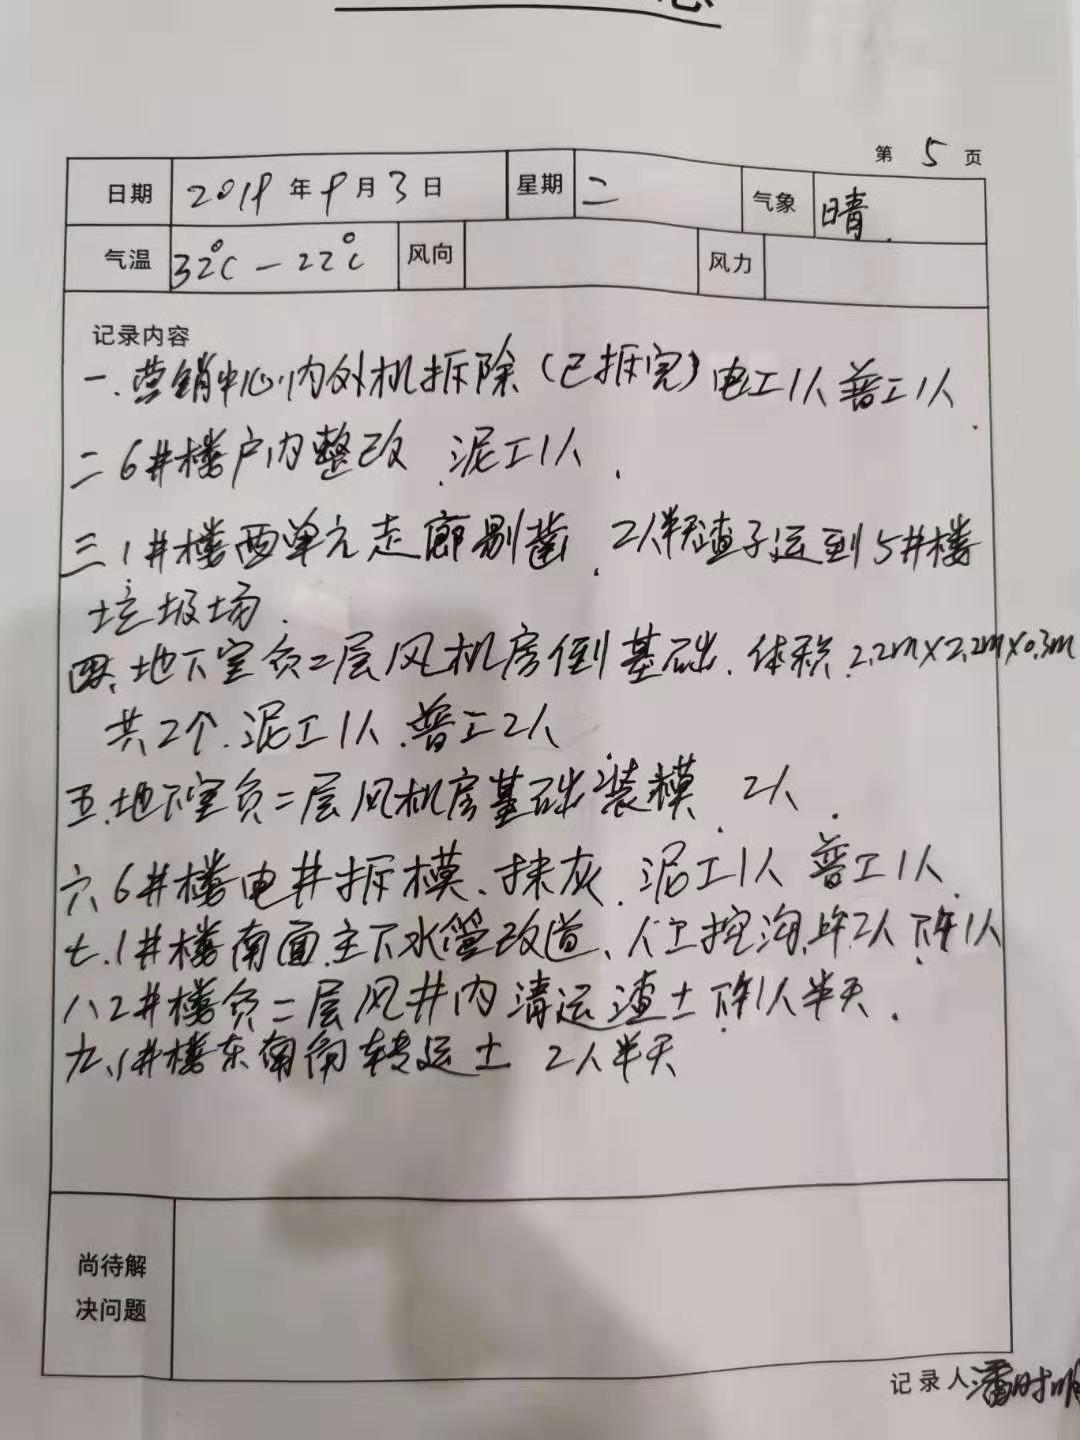 第 5 页
日期 2019年9月3日 星期 二 气象 晴.
气温 32℃-22℃ 风向 风力
记录内容
一.营销中心内外机拆除(已拆完)电工1人 普工1人.
二 6#楼户内整改.泥工1人.
三 1#楼西单元走廊剔凿.2人半天渣子运到5#楼
垃圾场.
四.地下室负二层风机房倒基础.体积.2.2m×2.2m×0.3m
共2个.泥工1人.普工2人
五.地下室负二层风机房基础装模.2人.
六、6#楼电井拆模、抹灰.泥工1人 普工1人.
七.1#楼南面主下水管改道、人工挖沟.上午2人.下午1人
八2#楼负二层风井内清运渣土.下午1人半天.
九、1#楼东南角转运土 2人半天
尚待解
决问题
记录人 潘时顺